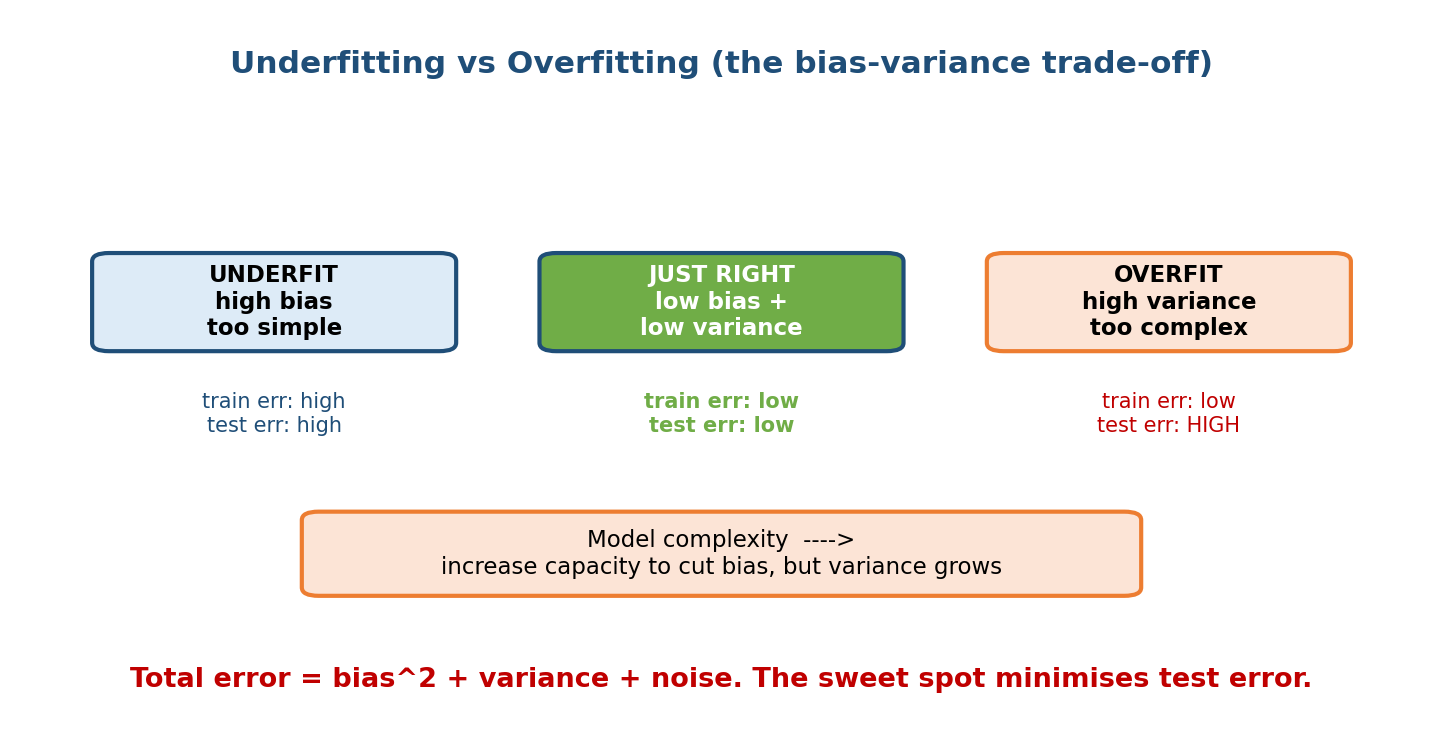 Underfitting vs Overfitting (the bias-variance trade-off)
UNDERFIT
high bias
too simple
JUST RIGHT
low bias +
low variance
OVERFIT
high variance
too complex
train err: high
test err: high
train err: low
test err: low
train err: low
test err: HIGH
Model complexity  ---->
increase capacity to cut bias, but variance grows
Total error = bias^2 + variance + noise. The sweet spot minimises test error.